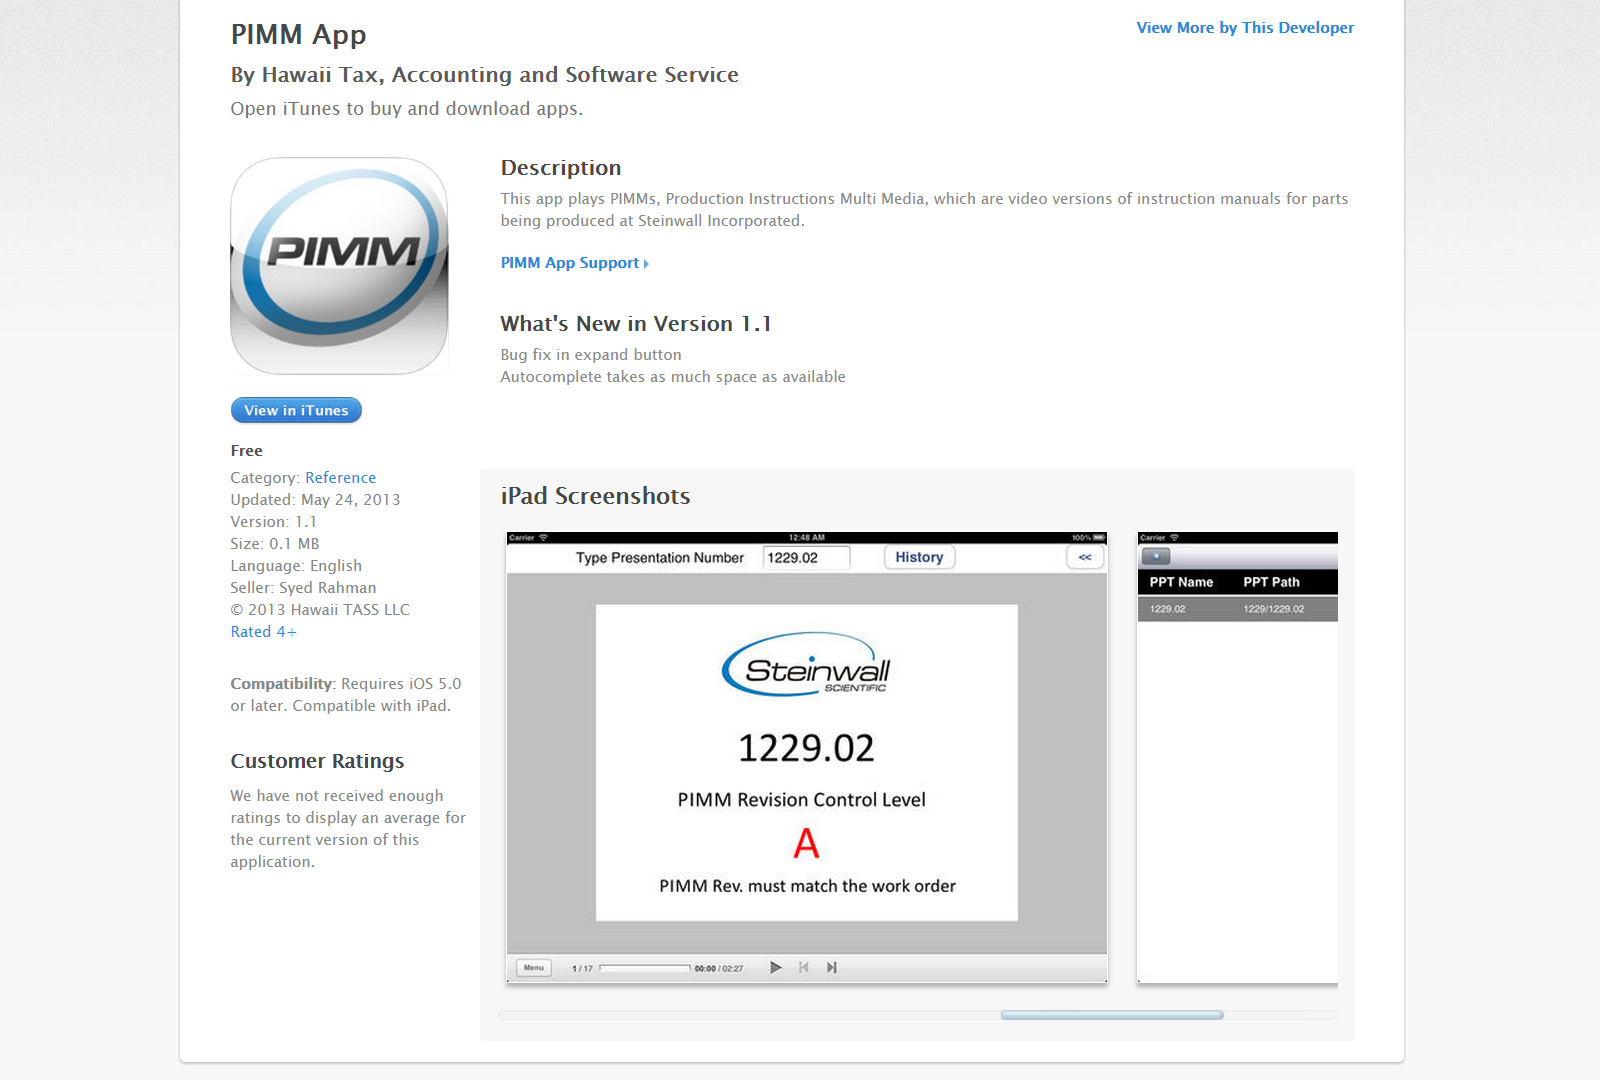 PIMM App
View More by This Developer
By Hawaii Tax, Accounting and Software Service
Open iTunes to buy and download apps.
PIMM
View in iTunes
Free
Category: Reference
Updated: May 24, 2013
Version: 1.1
Size: 0.1 MB
Language: English
Seller: Syed Rahman
© 2013 Hawaii TASS LLC
Rated 4+
Compatibility: Requires iOS 5.0
or later. Compatible with iPad.
Customer Ratings
We have not received enough
ratings to display an average for
the current version of this
application.
Description
This app plays PIMMs, Production Instructions Multi Media, which are video versions of instruction manuals for parts
being produced at Steinwall Incorporated.
PIMM App Support
What's New in Version 1.1
Bug fix in expand button
Autocomplete takes as much space as available
iPad Screenshots
Carrier 12:48 AM 100%
Type Presentation Number 1229.02 History <<
Steinwall
SCIENTIFIC
1229.02
PIMM Revision Control Level
A
PIMM Rev. must match the work order
Menu 1 / 17 00:00 / 02:27
Carrier
PPT Name PPT Path
1229.02 1229/1229.02